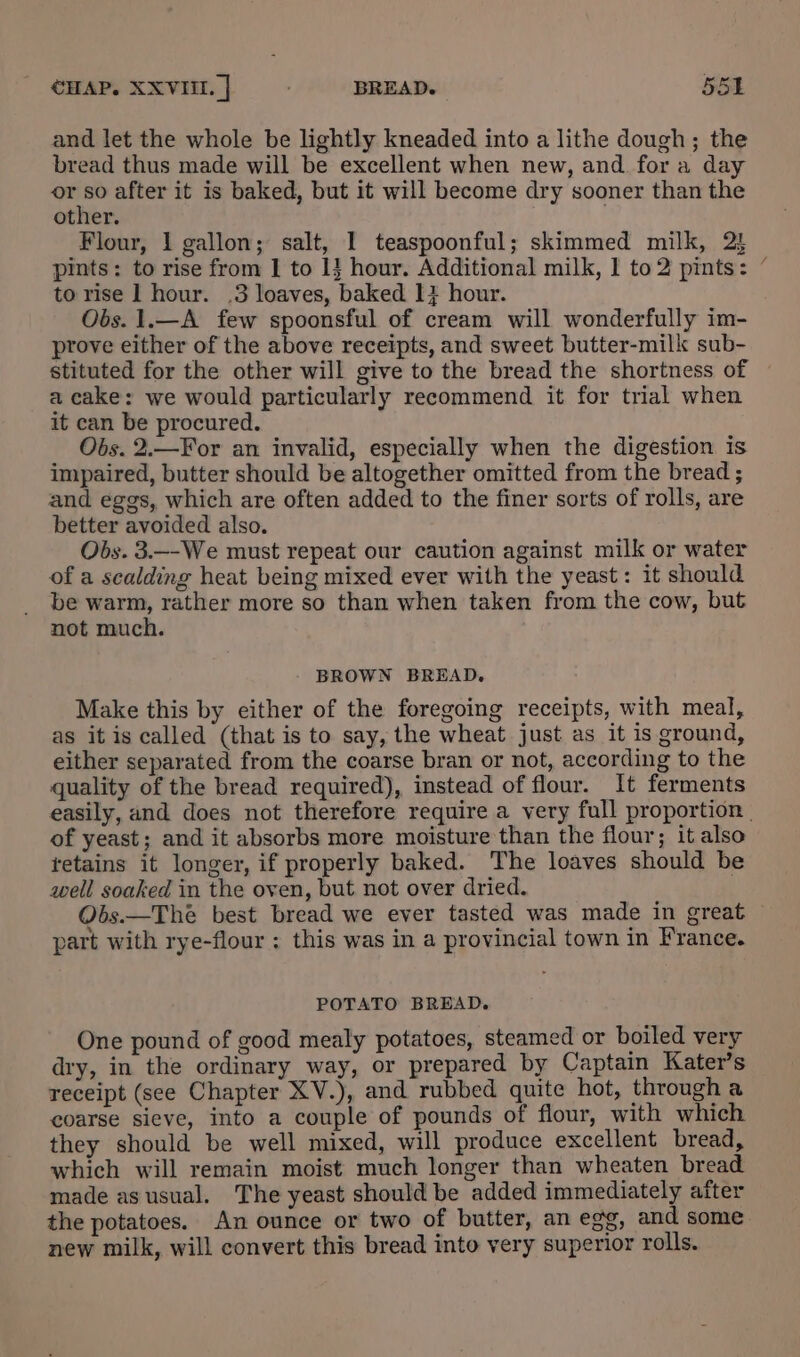 CHAP. XXVIII.] BREAD. 551
and let the whole be lightly kneaded into a lithe dough; the
bread thus made will be excellent when new, and for a day
or so after it is baked, but it will become dry sooner than the
other.
Flour, 1 gallon; salt, 1 teaspoonful; skimmed milk, 2½
pints: to rise from 1 to 1½ hour. Additional milk, 1 to 2 pints:
to rise 1 hour. 3 loaves, baked 1¼ hour.
Obs. 1.—A few spoonsful of cream will wonderfully im-
prove either of the above receipts, and sweet butter-milk sub-
stituted for the other will give to the bread the shortness of
a cake: we would particularly recommend it for trial when
it can be procured.
Obs. 2.—For an invalid, especially when the digestion is
impaired, butter should be altogether omitted from the bread;
and eggs, which are often added to the finer sorts of rolls, are
better avoided also.
Obs. 3.—We must repeat our caution against milk or water
of a scalding heat being mixed ever with the yeast: it should
be warm, rather more so than when taken from the cow, but
not much.
BROWN BREAD.
Make this by either of the foregoing receipts, with meal,
as it is called (that is to say, the wheat just as it is ground,
either separated from the coarse bran or not, according to the
quality of the bread required), instead of flour. It ferments
easily, and does not therefore require a very full proportion
of yeast; and it absorbs more moisture than the flour; it also
retains it longer, if properly baked. The loaves should be
well soaked in the oven, but not over dried.
Obs.—The best bread we ever tasted was made in great
part with rye-flour: this was in a provincial town in France.
POTATO BREAD.
One pound of good mealy potatoes, steamed or boiled very
dry, in the ordinary way, or prepared by Captain Kater's
receipt (see Chapter XV.), and rubbed quite hot, through a
coarse sieve, into a couple of pounds of flour, with which
they should be well mixed, will produce excellent bread,
which will remain moist much longer than wheaten bread
made as usual. The yeast should be added immediately after
the potatoes. An ounce or two of butter, an egg, and some
new milk, will convert this bread into very superior rolls.